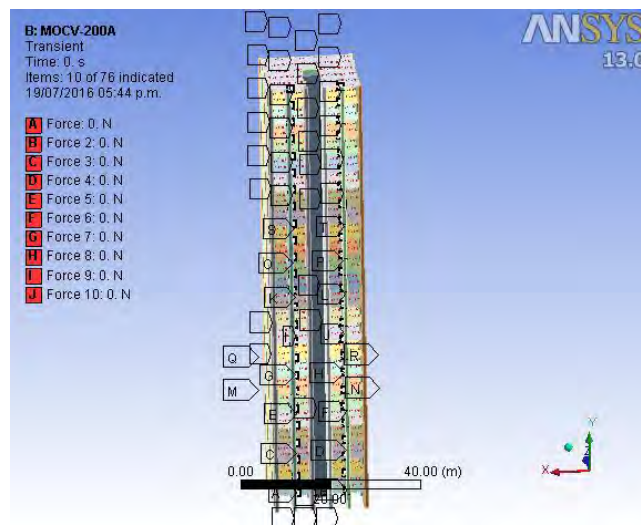 B: MOCV-200A
Transient
Time: 0. s
Items: 10 of 76 indicated
19/07/2016 05:44 p.m.
ANSYS
13.0
A Force: 0. N
B Force 2: 0. N
C Force 3: 0. N
D Force 4: 0. N
E Force 5: 0. N
F Force 6: 0. N
G Force 7: 0. N
H Force 8: 0. N
I Force 9: 0. N
J Force 10: 0. N
S T
O P
K L
I J
Q R
G H
M N
E F
C D
A
0.00 40.00 (m)
20.00
Y
Z
X